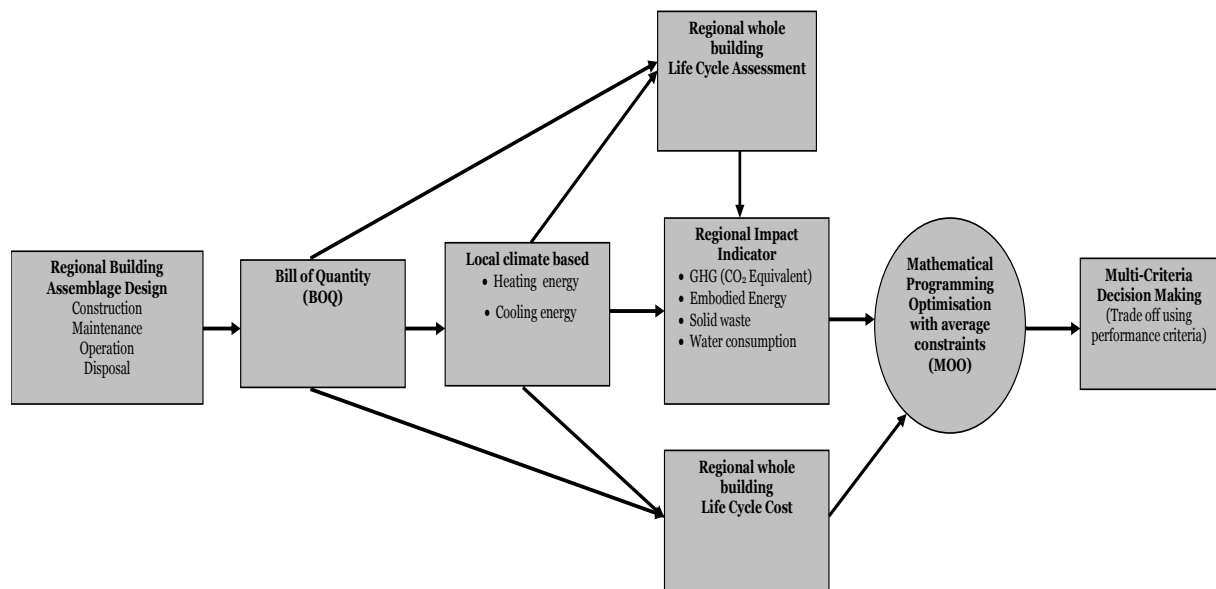 Regional whole
building
Life Cycle Assessment
Regional Building
Assemblage Design
Construction
Maintenance
Operation
Disposal
Bill of Quantity
(BOQ)
Local climate based
• Heating energy
• Cooling energy
Regional Impact
Indicator
• GHG (CO₂ Equivalent)
• Embodied Energy
• Solid waste
• Water consumption
Mathematical
Programming
Optimisation
with average
constraints
(MOO)
Multi-Criteria
Decision Making
(Trade off using
performance criteria)
Regional whole
building
Life Cycle Cost